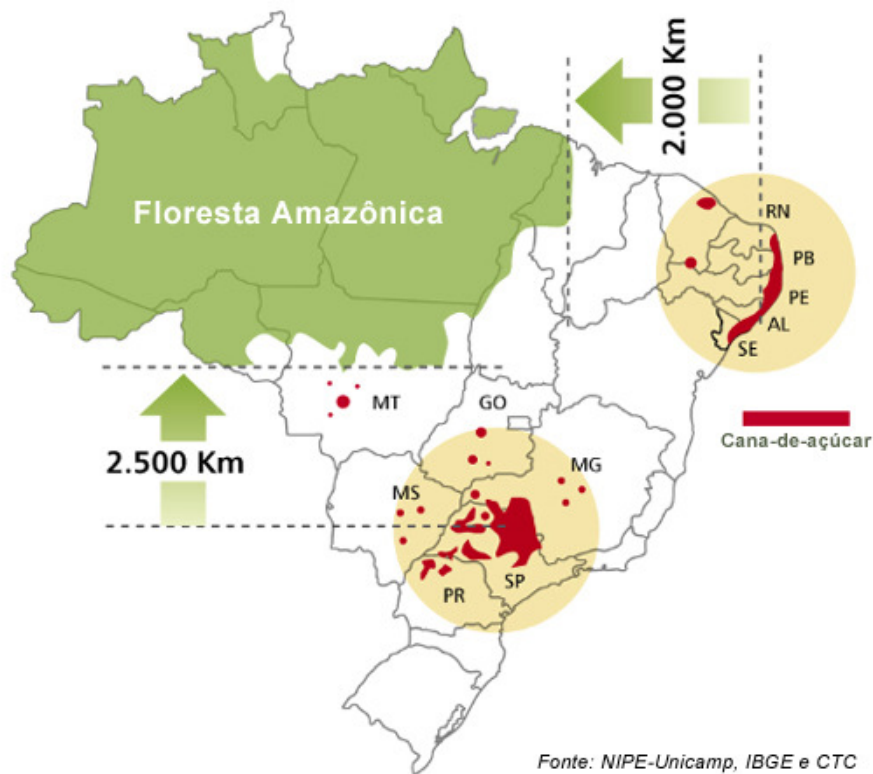 2.000 Km
Floresta Amazônica
RN
PB
PE
AL
SE
MT
GO
Cana-de-açúcar
2.500 Km
MG
MS
SP
PR
Fonte: NIPE-Unicamp, IBGE e CTC